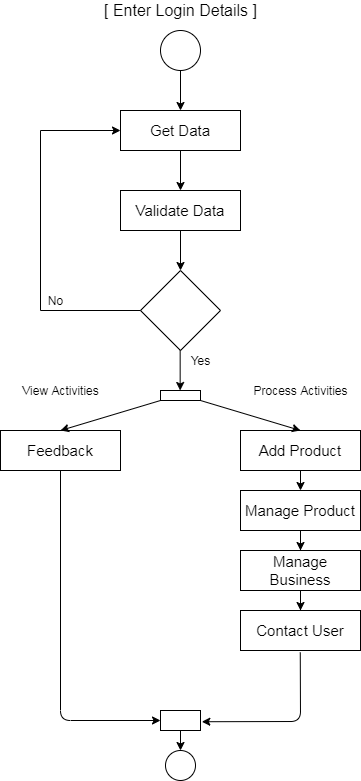 [ Enter Login Details ]
Get Data
Validate Data
No
Yes
View Activities
Process Activities
Feedback
Add Product
Manage Product
Manage
Business
Contact User